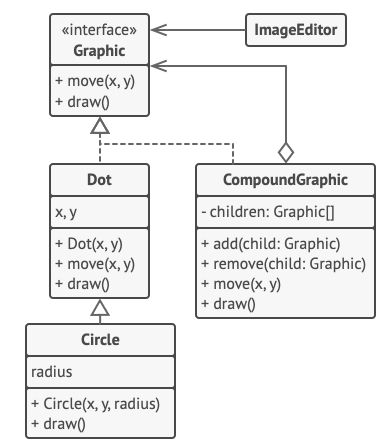 «interface»
Graphic
+ move(x, y)
+ draw()
ImageEditor
Dot
x, y
+ Dot(x, y)
+ move(x, y)
+ draw()
CompoundGraphic
- children: Graphic[]
+ add(child: Graphic)
+ remove(child: Graphic)
+ move(x, y)
+ draw()
Circle
radius
+ Circle(x, y, radius)
+ draw()